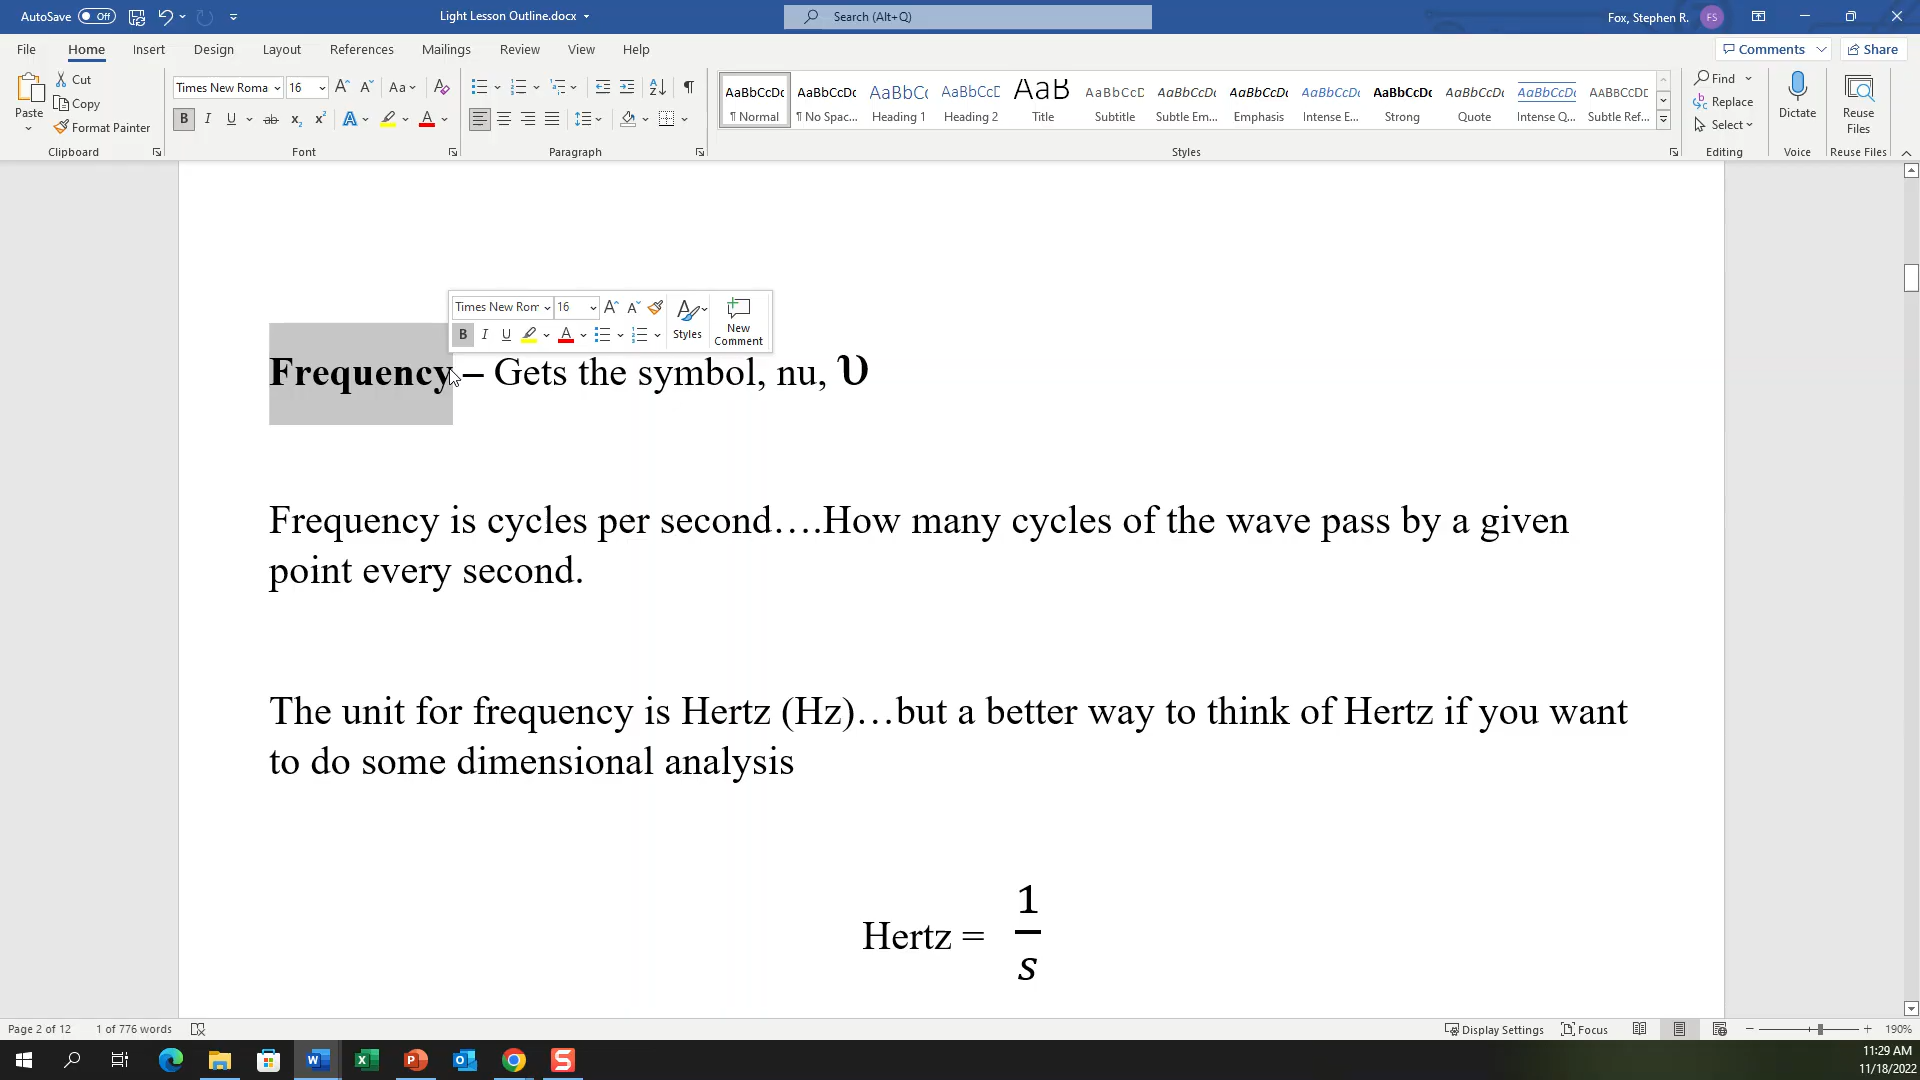 AutoSave Off Light Lesson Outline.docx Search (Alt+Q) Fox, Stephen R. FS
File Home Insert Design Layout References Mailings Review View Help Comments Share
Paste Cut Copy Format Painter
Times New Roma 16 Aa
B I U ab x₂ x² A A
AaBbCcDc AaBbCcDc AaBbC( AaBbCcE AaB AaBbCcD AaBbCcDc AaBbCcDc AaBbCcDc AaBbCcDc AaBbCcDc AaBbCcDc AABBCCDE
¶ Normal ¶ No Spac... Heading 1 Heading 2 Title Subtitle Subtle Em... Emphasis Intense E... Strong Quote Intense Q... Subtle Ref...
Find Replace Select Dictate Reuse Files
Clipboard Font Paragraph Styles Editing Voice Reuse Files
Times New Rom 16 Styles New Comment
B I U A
Frequency – Gets the symbol, nu, ʋ
Frequency is cycles per second….How many cycles of the wave pass by a given
point every second.
The unit for frequency is Hertz (Hz)…but a better way to think of Hertz if you want
to do some dimensional analysis
Hertz = 1/s
Page 2 of 12 1 of 776 words Display Settings Focus 190%
11:29 AM
11/18/2022